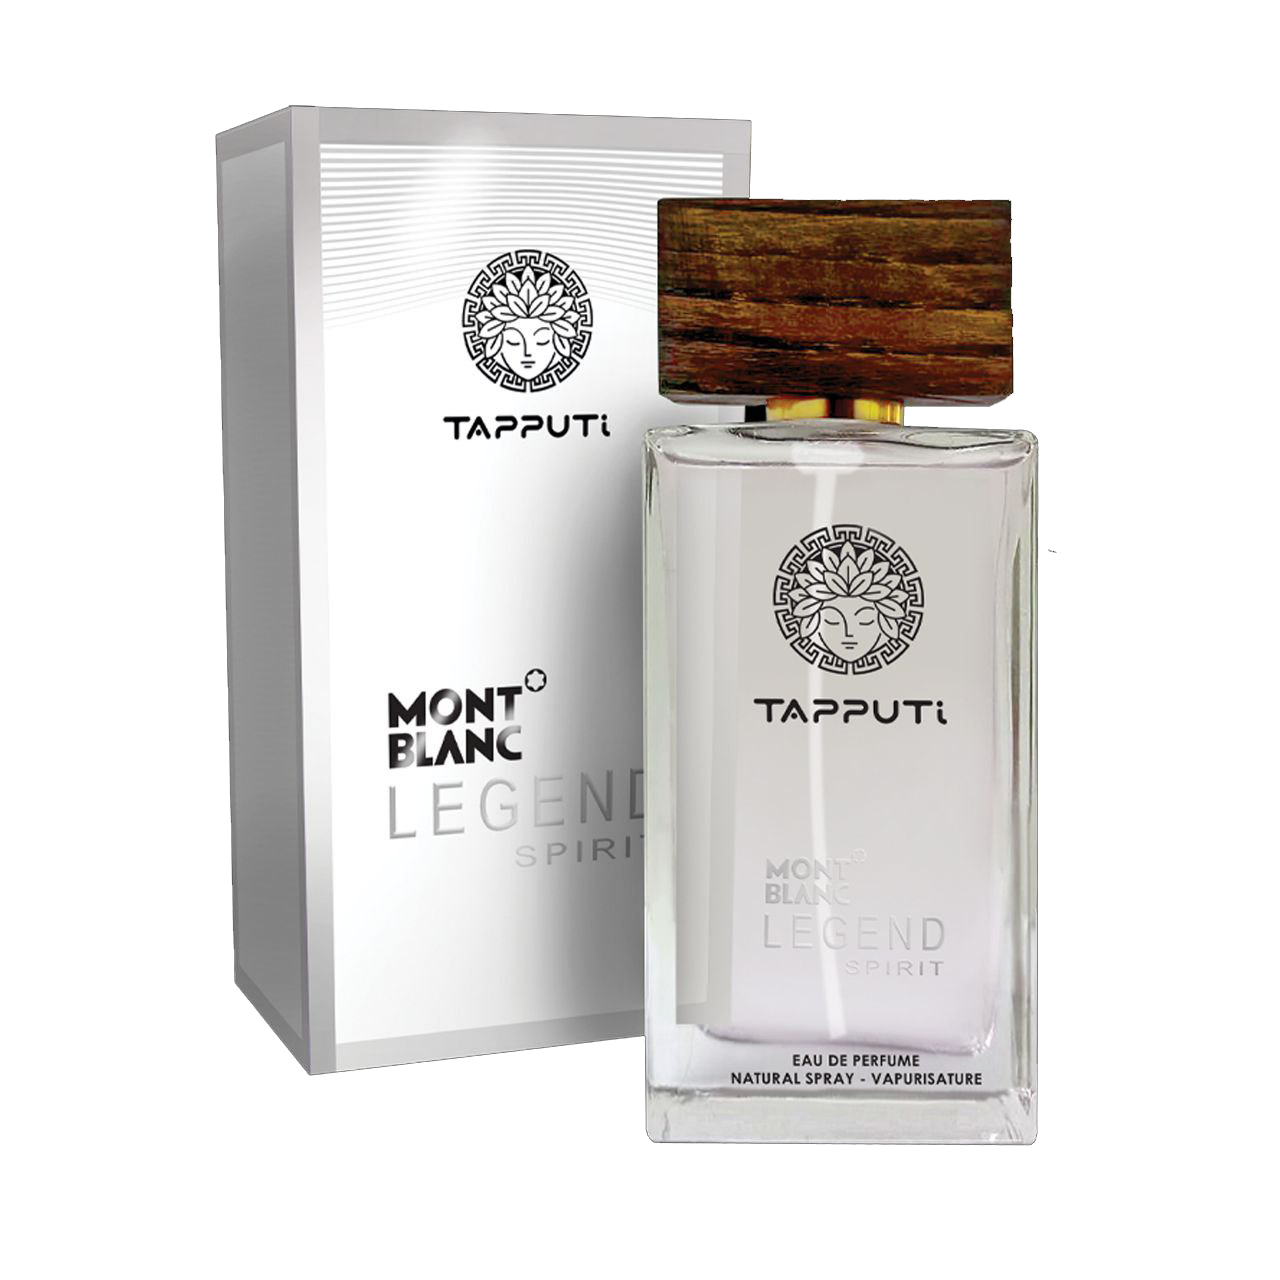 TAPPUTi
MONT
BLANC
LEGEND
SPIRIT
TAPPUTi
MONT
BLANC
LEGEND
SPIRIT
EAU DE PERFUME
NATURAL SPRAY - VAPURISATURE